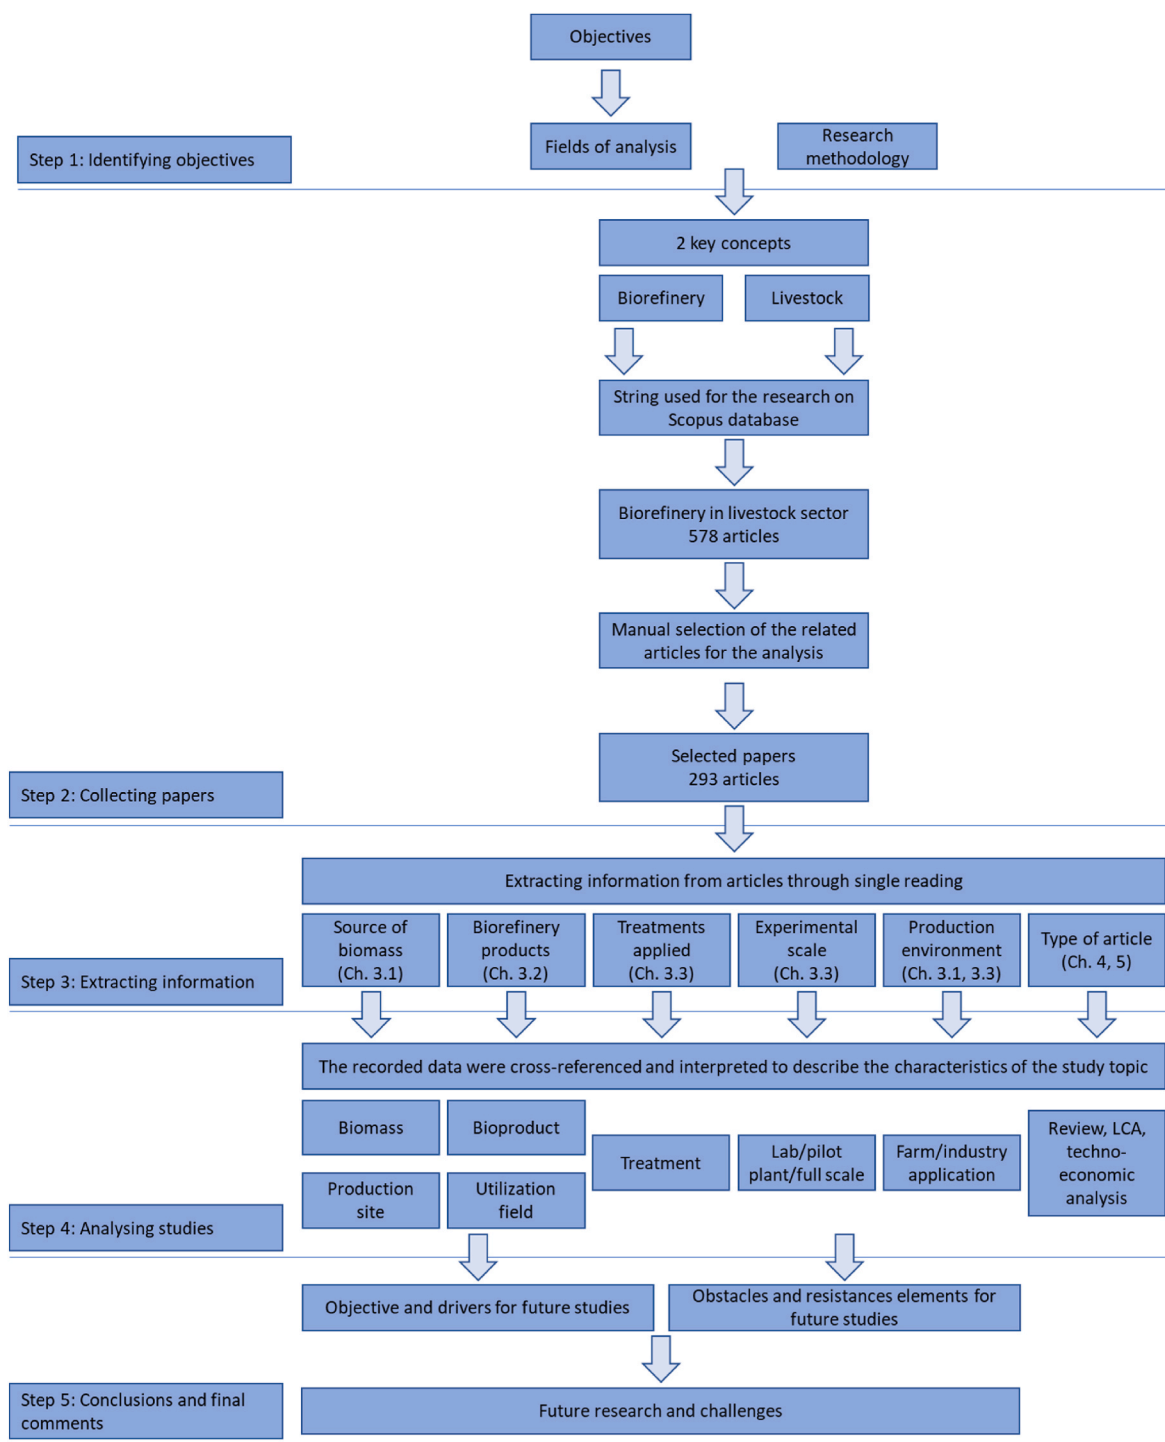 Objectives
Fields of analysis
Research
methodology
Step 1: Identifying objectives
2 key concepts
Biorefinery
Livestock
String used for the research on
Scopus database
Biorefinery in livestock sector
578 articles
Manual selection of the related
articles for the analysis
Selected papers
293 articles
Step 2: Collecting papers
Extracting information from articles through single reading
Source of
biomass
(Ch. 3.1)
Biorefinery
products
(Ch. 3.2)
Treatments
applied
(Ch. 3.3)
Experimental
scale
(Ch. 3.3)
Production
environment
(Ch. 3.1, 3.3)
Type of article
(Ch. 4, 5)
Step 3: Extracting information
The recorded data were cross-referenced and interpreted to describe the characteristics of the study topic
Biomass
Bioproduct
Treatment
Lab/pilot
plant/full scale
Farm/industry
application
Review, LCA,
techno-
economic
analysis
Production
site
Utilization
field
Step 4: Analysing studies
Objective and drivers for future studies
Obstacles and resistances elements for
future studies
Step 5: Conclusions and final
comments
Future research and challenges